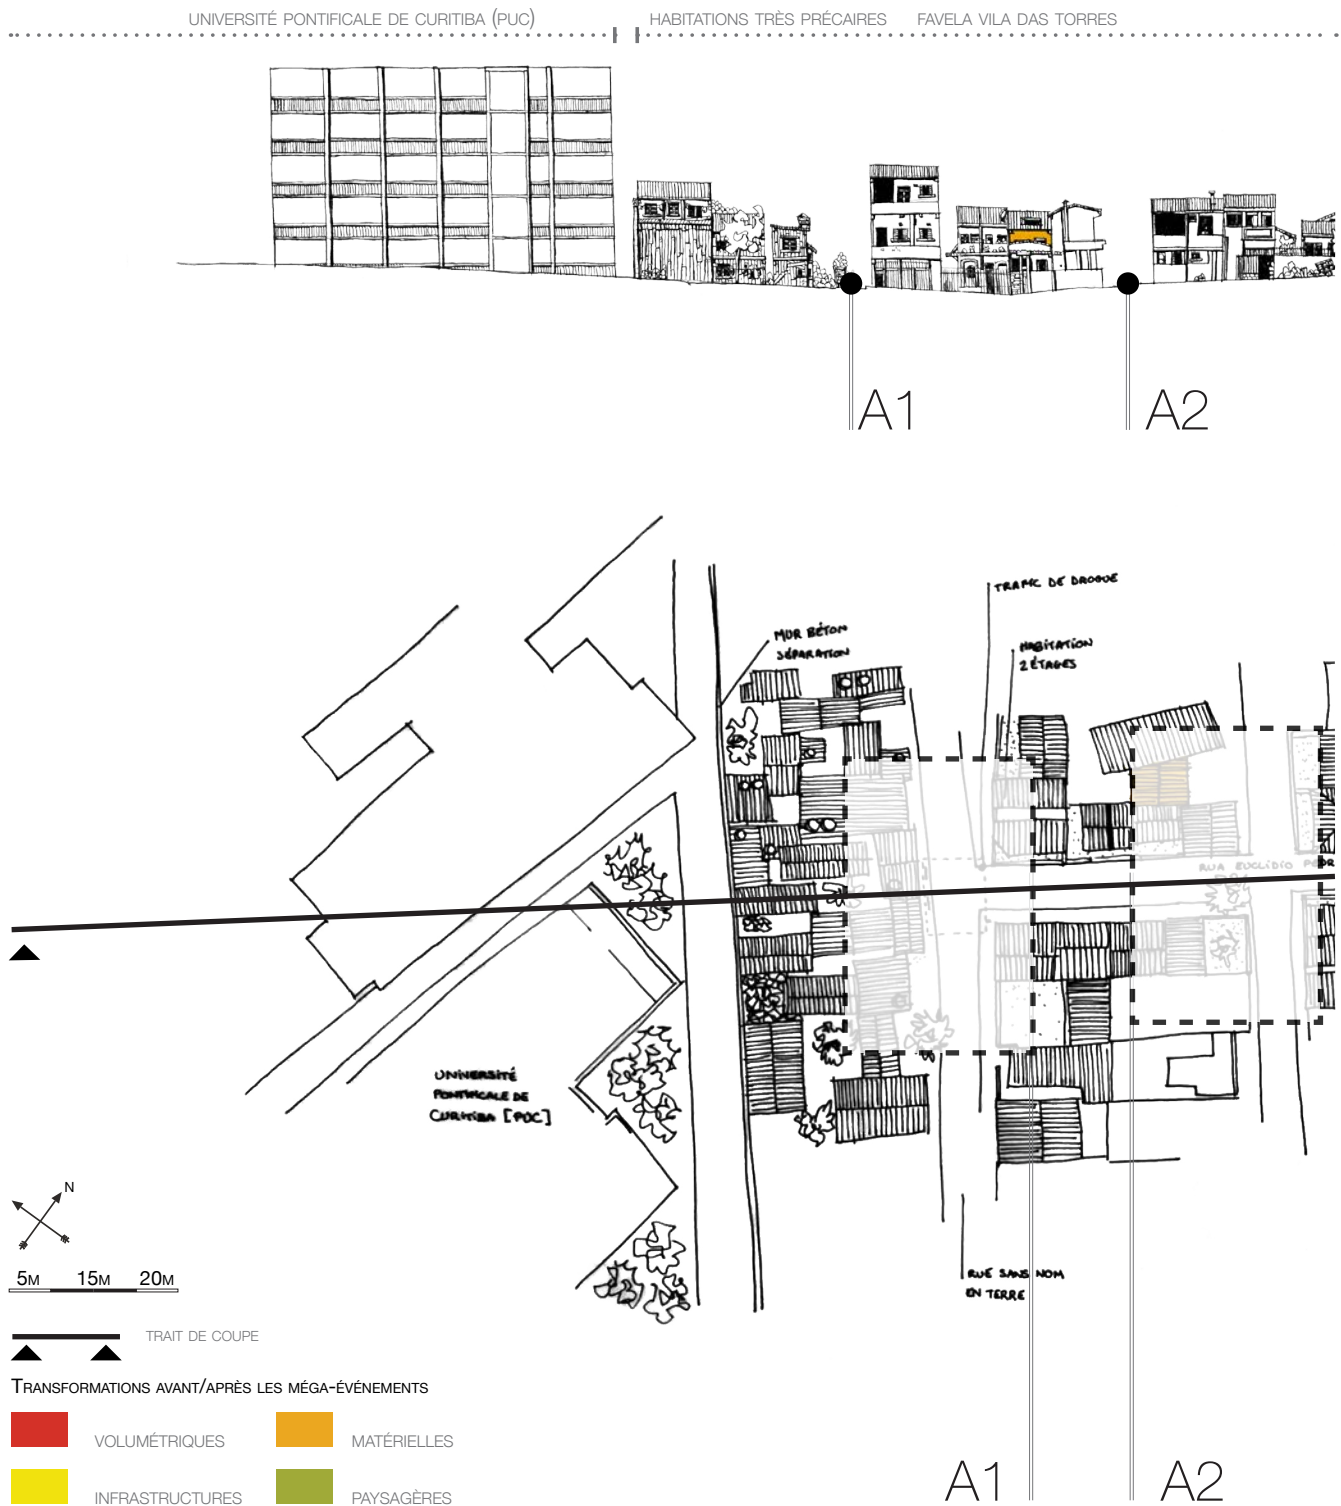 UNIVERSITÉ PONTIFICALE DE CURITIBA (PUC)
HABITATIONS TRÈS PRÉCAIRES
FAVELA VILA DAS TORRES
A1
A2
TRAFIC DE DROGUE
MUR BÉTON
SÉPARATION
HABITATION
2 ÉTAGES
RUA EUCLÍDIO
UNIVERSITÉ
PONTIFICALE DE
CURITIBA [PUC]
RUE SANS NOM
EN TERRE
N
5M 15M 20M
TRAIT DE COUPE
TRANSFORMATIONS AVANT/APRÈS LES MÉGA-ÉVÉNEMENTS
VOLUMÉTRIQUES
MATÉRIELLES
INFRASTRUCTURES
PAYSAGÈRES
A1
A2